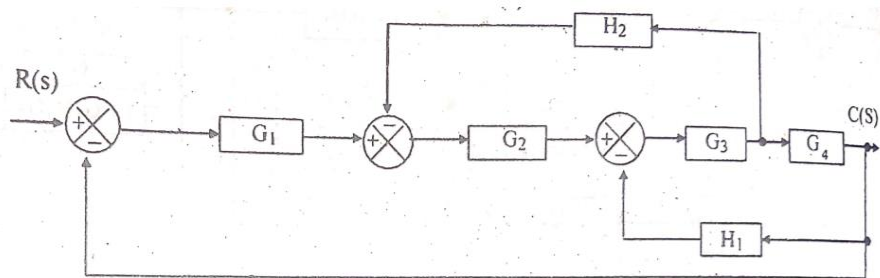 H₂
R(s)
C(S)
+
−
G₁
+
−
G₂
+
−
G₃
G₄
H₁